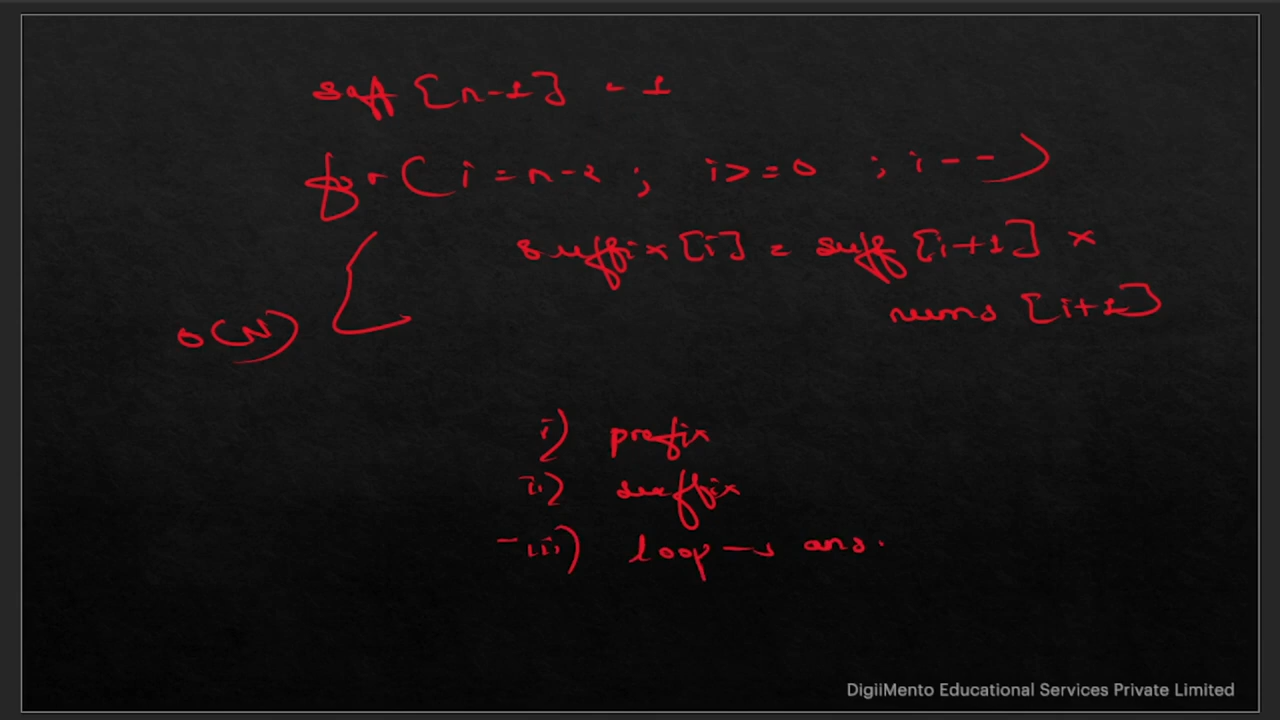 suff [n-1] = 1
for ( i = n-2 ; i >= 0 ; i -- )
suffix [i] = suff [i+1] ×
nums [i+1]
O(N)
i) prefix
ii) suffix
iii) loop → ans.
DigiiMento Educational Services Private Limited